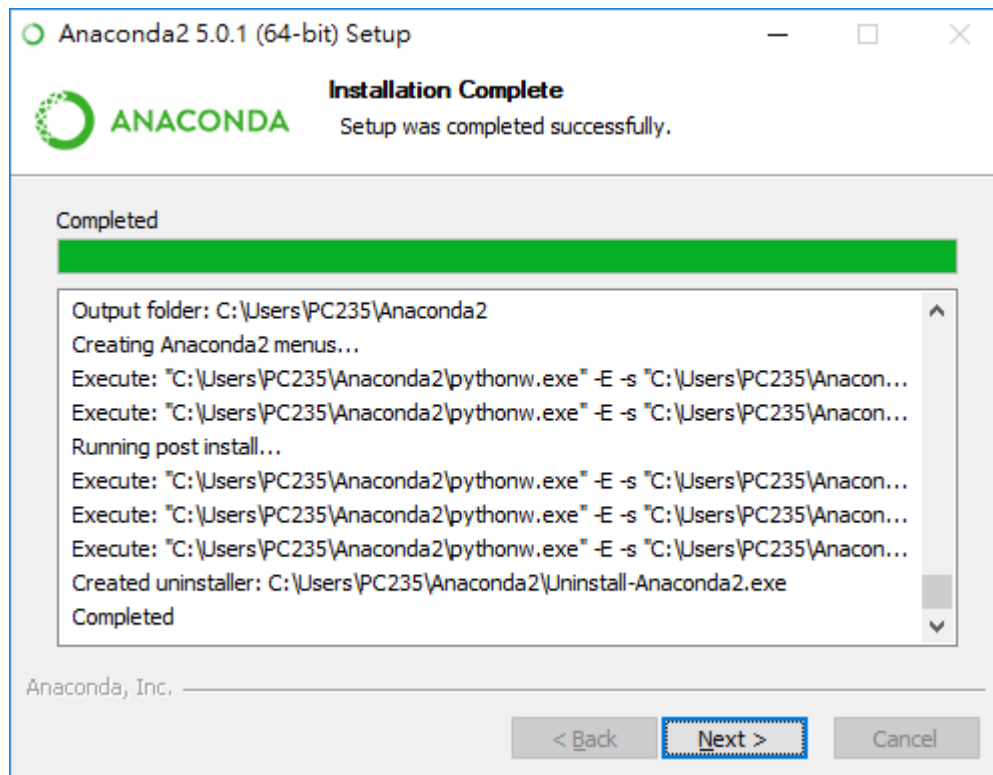 Anaconda2 5.0.1 (64-bit) Setup
ANACONDA
Installation Complete
Setup was completed successfully.
Completed
Output folder: C:\Users\PC235\Anaconda2
Creating Anaconda2 menus...
Execute: "C:\Users\PC235\Anaconda2\pythonw.exe" -E -s "C:\Users\PC235\Anacon...
Execute: "C:\Users\PC235\Anaconda2\pythonw.exe" -E -s "C:\Users\PC235\Anacon...
Running post install...
Execute: "C:\Users\PC235\Anaconda2\pythonw.exe" -E -s "C:\Users\PC235\Anacon...
Execute: "C:\Users\PC235\Anaconda2\pythonw.exe" -E -s "C:\Users\PC235\Anacon...
Execute: "C:\Users\PC235\Anaconda2\pythonw.exe" -E -s "C:\Users\PC235\Anacon...
Created uninstaller: C:\Users\PC235\Anaconda2\Uninstall-Anaconda2.exe
Completed
Anaconda, Inc.
< Back Next > Cancel